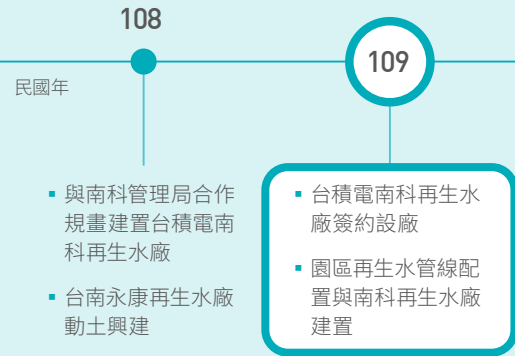 108
109
民國年
▪ 與南科管理局合作
規畫建置台積電南
科再生水廠
▪ 台南永康再生水廠
動土興建
▪ 台積電南科再生水
廠簽約設廠
▪ 園區再生水管線配
置與南科再生水廠
建置